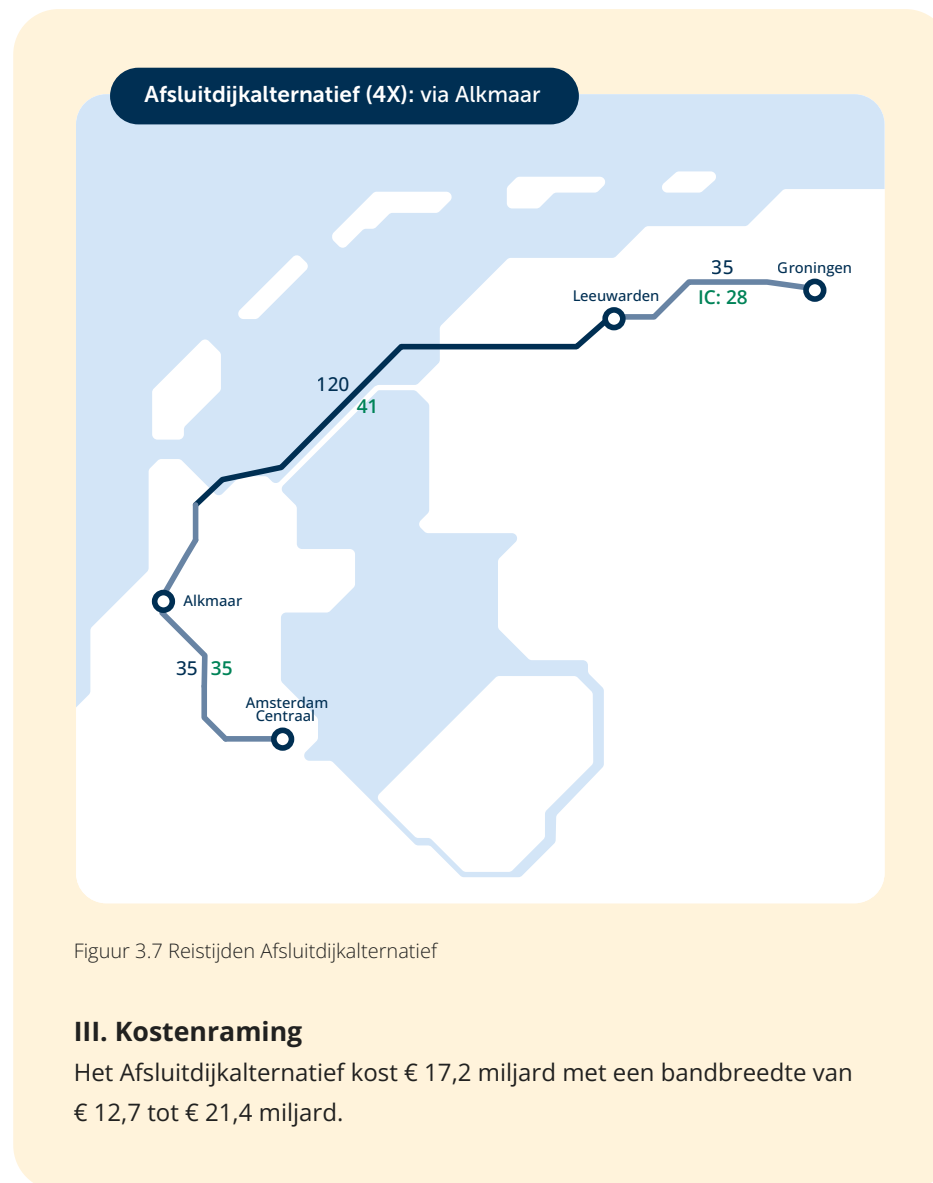 Afsluitdijkalternatief (4X): via Alkmaar
35
Groningen
Leeuwarden
IC: 28
120
41
Alkmaar
35 35
Amsterdam
Centraal
Figuur 3.7 Reistijden Afsluitdijkalternatief
III. Kostenraming
Het Afsluitdijkalternatief kost € 17,2 miljard met een bandbreedte van
€ 12,7 tot € 21,4 miljard.